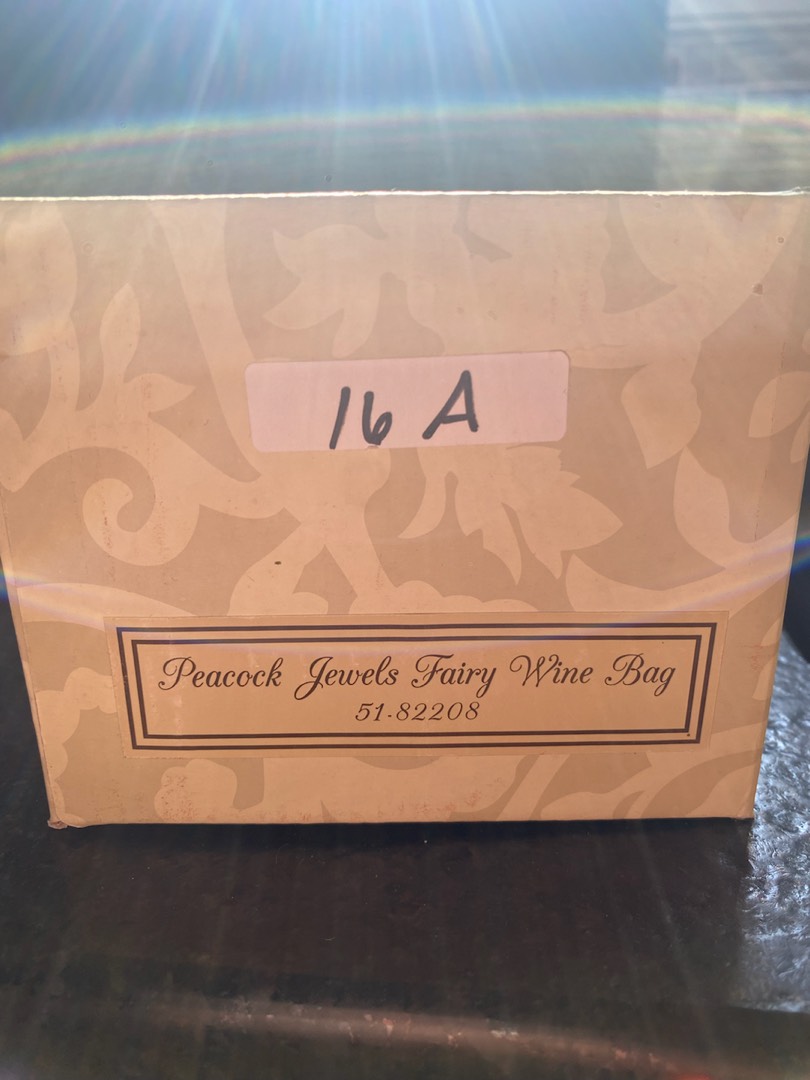 16 A
Peacock Jewels Fairy Wine Bag
51-82208